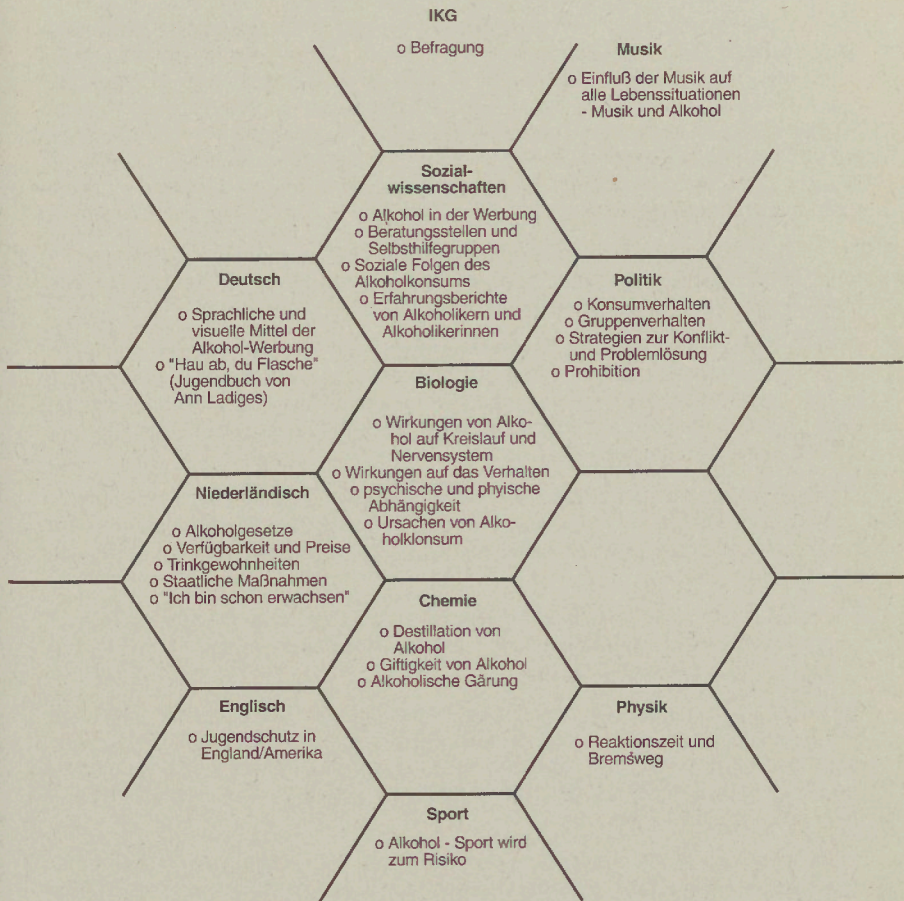 IKG
o Befragung
Musik
o Einfluß der Musik auf
alle Lebenssituationen
- Musik und Alkohol
Sozial-
wissenschaften
o Alkohol in der Werbung
o Beratungsstellen und
Selbsthilfegruppen
o Soziale Folgen des
Alkoholkonsums
o Erfahrungsberichte
von Alkoholikern und
Alkoholikerinnen
Deutsch
o Sprachliche und
visuelle Mittel der
Alkohol-Werbung
o "Hau ab, du Flasche"
(Jugendbuch von
Ann Ladiges)
Politik
o Konsumverhalten
o Gruppenverhalten
o Strategien zur Konflikt-
und Problemlösung
o Prohibition
Biologie
o Wirkungen von Alko-
hol auf Kreislauf und
Nervensystem
o Wirkungen auf das Verhalten
o psychische und phyische
Abhängigkeit
o Ursachen von Alko-
holklonsum
Niederländisch
o Alkoholgesetze
o Verfügbarkeit und Preise
o Trinkgewohnheiten
o Staatliche Maßnahmen
o "Ich bin schon erwachsen"
Chemie
o Destillation von
Alkohol
o Giftigkeit von Alkohol
o Alkoholische Gärung
Englisch
o Jugendschutz in
England/Amerika
Physik
o Reaktionszeit und
Bremsweg
Sport
o Alkohol - Sport wird
zum Risiko